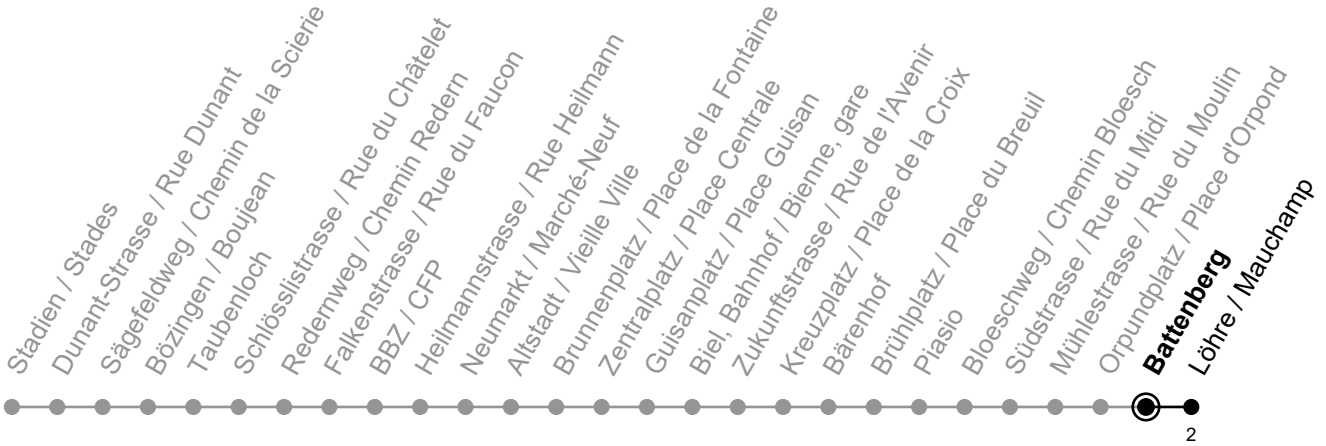 Stadien / Stades
Dunant-Strasse / Rue Dunant
Sägefeldweg / Chemin de la Scierie
Bözingen / Boujean
Taubenloch
Schlösslistrasse / Rue du Châtelet
Redernweg / Chemin Redern
Falkenstrasse / Rue du Faucon
BBZ / CFP
Heilmannstrasse / Rue Heilmann
Neumarkt / Marché-Neuf
Altstadt / Vieille Ville
Brunnenplatz / Place de la Fontaine
Zentralplatz / Place Centrale
Guisanplatz / Place Guisan
Biel, Bahnhof / Bienne, gare
Zukunftstrasse / Rue de l'Avenir
Kreuzplatz / Place de la Croix
Bärenhof
Brühlplatz / Place du Breuil
Piasio
Bloeschweg / Chemin Bloesch
Südstrasse / Rue du Midi
Mühlestrasse / Rue du Moulin
Orpundplatz / Place d'Orpond
Battenberg
Löhre / Mauchamp
2